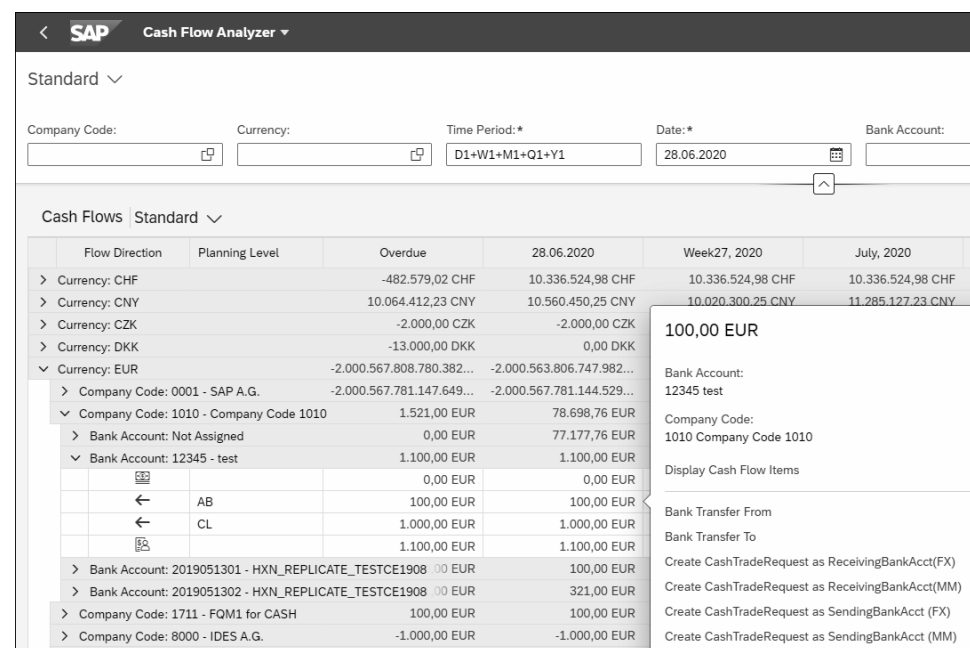 SAP Cash Flow Analyzer
Standard
Company Code: Currency: Time Period:* Date:* Bank Account:
D1+W1+M1+Q1+Y1 28.06.2020
Cash Flows Standard
Flow Direction Planning Level Overdue 28.06.2020 Week27, 2020 July, 2020
Currency: CHF -482.579,02 CHF 10.336.524,98 CHF 10.336.524,98 CHF 10.336.524,98 CHF
Currency: CNY 10.064.412,23 CNY 10.560.450,25 CNY 10.020.300,25 CNY 11.285.127,23 CNY
Currency: CZK -2.000,00 CZK -2.000,00 CZK
Currency: DKK -13.000,00 DKK 0,00 DKK
Currency: EUR -2.000.567.808.780.382... -2.000.563.806.747.982...
Company Code: 0001 - SAP A.G. -2.000.567.781.147.649... -2.000.567.781.144.529...
Company Code: 1010 - Company Code 1010 1.521,00 EUR 78.698,76 EUR
Bank Account: Not Assigned 0,00 EUR 77.177,76 EUR
Bank Account: 12345 - test 1.100,00 EUR 1.100,00 EUR
0,00 EUR 0,00 EUR
AB 100,00 EUR 100,00 EUR
CL 1.000,00 EUR 1.000,00 EUR
1.100,00 EUR 1.100,00 EUR
Bank Account: 2019051301 - HXN_REPLICATE_TESTCE1908 ,00 EUR 100,00 EUR
Bank Account: 2019051302 - HXN_REPLICATE_TESTCE1908 ,00 EUR 321,00 EUR
Company Code: 1711 - FQM1 for CASH 100,00 EUR 100,00 EUR
Company Code: 8000 - IDES A.G. -1.000,00 EUR -1.000,00 EUR
100,00 EUR
Bank Account:
12345 test
Company Code:
1010 Company Code 1010
Display Cash Flow Items
Bank Transfer From
Bank Transfer To
Create CashTradeRequest as ReceivingBankAcct(FX)
Create CashTradeRequest as ReceivingBankAcct(MM)
Create CashTradeRequest as SendingBankAcct (FX)
Create CashTradeRequest as SendingBankAcct (MM)